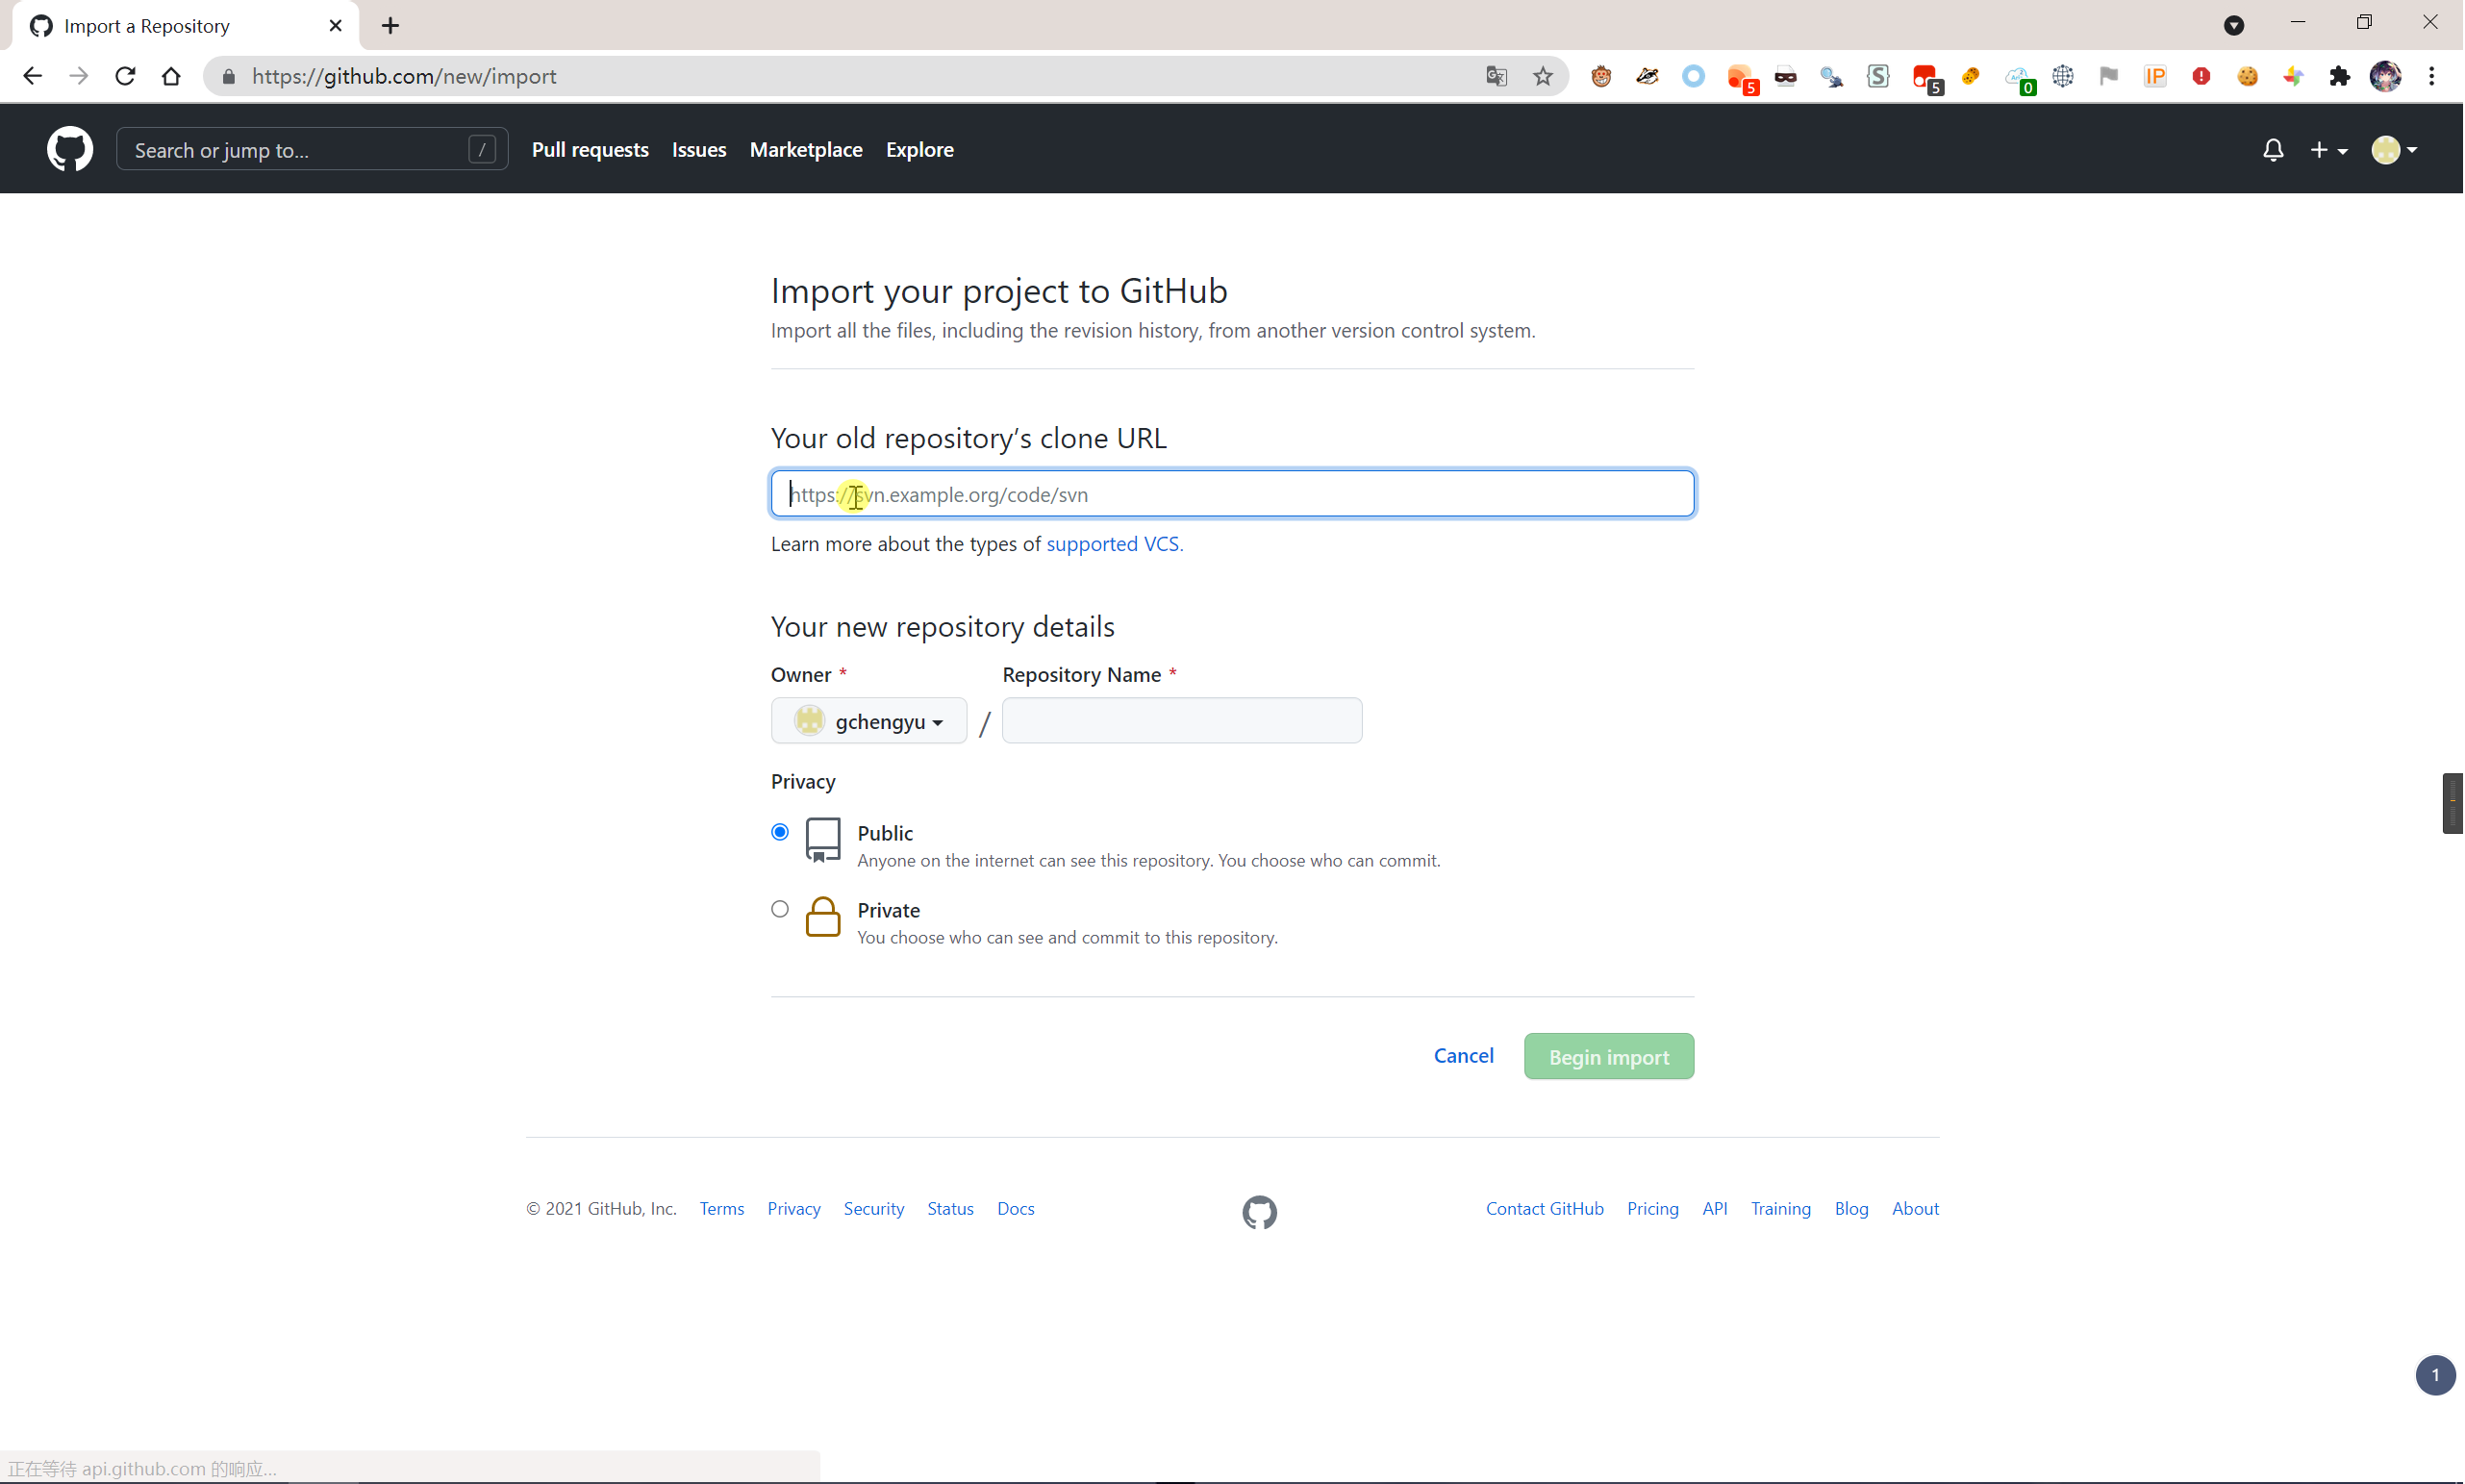 Import a Repository
https://github.com/new/import
5
5
0
IP
Search or jump to...
/
Pull requests Issues Marketplace Explore
Import your project to GitHub
Import all the files, including the revision history, from another version control system.
Your old repository’s clone URL
https://svn.example.org/code/svn
Learn more about the types of supported VCS.
Your new repository details
Owner *
Repository Name *
gchengyu
/
Privacy
Public
Anyone on the internet can see this repository. You choose who can commit.
Private
You choose who can see and commit to this repository.
Cancel
Begin import
© 2021 GitHub, Inc. Terms Privacy Security Status Docs
Contact GitHub Pricing API Training Blog About
1
正在等待 api.github.com 的响应...